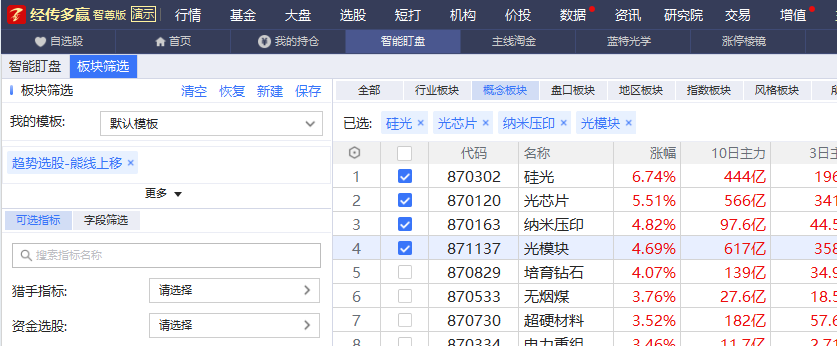 经传多赢 智尊版 演示 行情 基金 大盘 选股 短打 机构 价投 数据 资讯 研究院 交易 增值
自选股 首页 我的持仓 智能盯盘 主线淘金 蓝特光学 涨停棱镜
智能盯盘 板块筛选
板块筛选 清空 恢复 新建 保存
我的模板: 默认模板
趋势选股-熊线上移 ×
更多
可选指标 字段筛选
搜索指标名称
猎手指标: 请选择
资金选股: 请选择
全部 行业板块 概念板块 盘口板块 地区板块 指数板块 风格板块
已选: 硅光 × 光芯片 × 纳米压印 × 光模块 ×
代码 名称 涨幅 10日主力 3日主
1 870302 硅光 6.74% 444亿 196
2 870120 光芯片 5.51% 566亿 341
3 870163 纳米压印 4.82% 97.6亿 44.5
4 871137 光模块 4.69% 617亿 358
5 870829 培育钻石 4.07% 139亿 34.9
6 870533 无烟煤 3.76% 27.6亿 18.5
7 870730 超硬材料 3.52% 182亿 57.6
8 870334 电力重组 3.46% 11.7亿 2.71